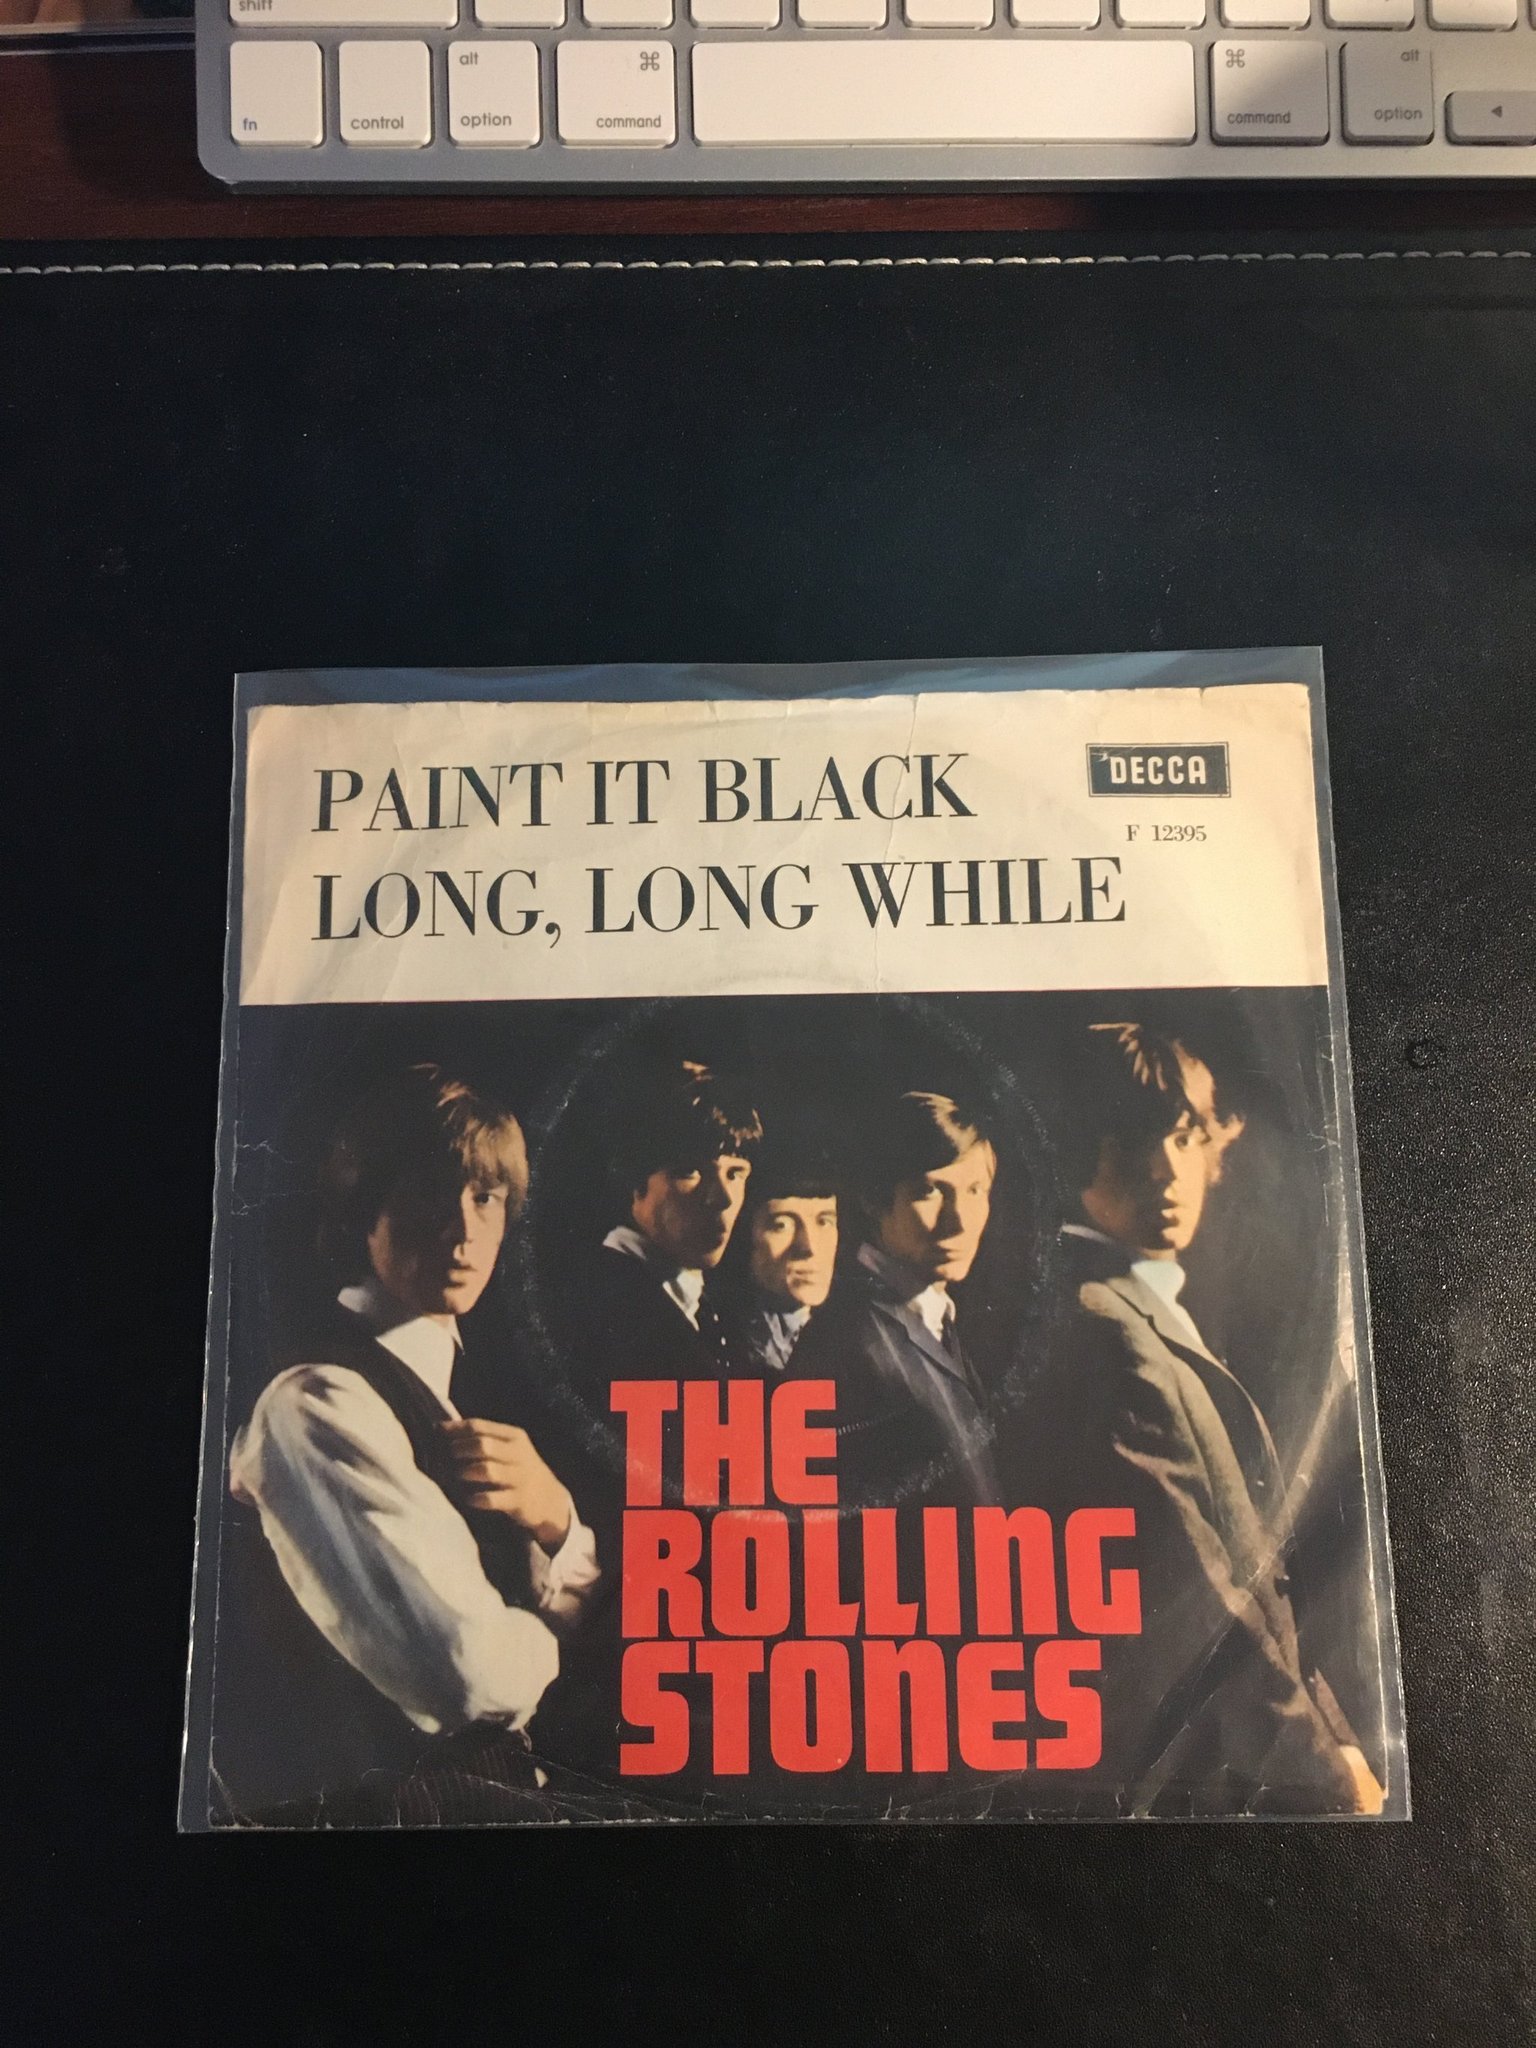 shift
fn
control
alt
option
⌘
command
⌘
command
alt
option
◄
PAINT IT BLACK
DECCA
F 12395
LONG, LONG WHILE
THE
ROLLING
STONES